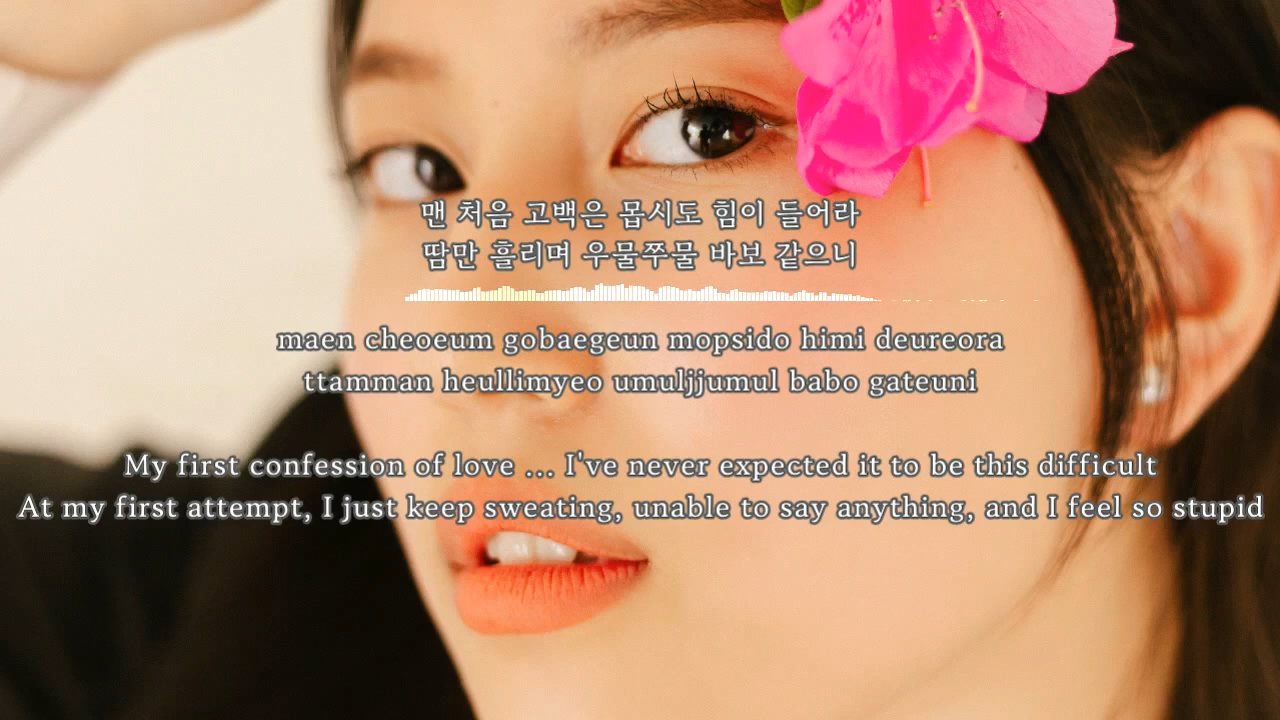 맨 처음 고백은 몹시도 힘이 들어라
땀만 흘리며 우물쭈물 바보 같으니
maen cheoeum gobaegeun mopsido himi deureora
ttamman heullimyeo umuljjumul babo gateuni
My first confession of love ... I've never expected it to be this difficult
At my first attempt, I just keep sweating, unable to say anything, and I feel so stupid